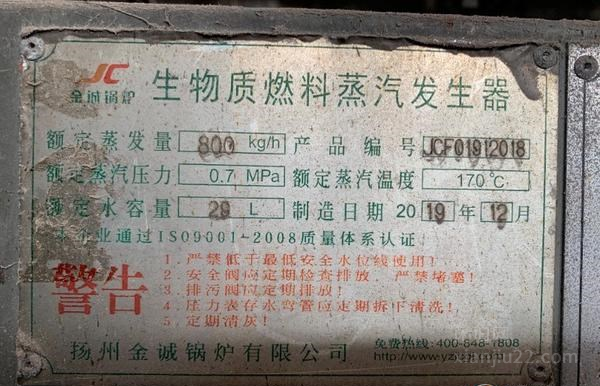 JC
金诚锅炉
生物质燃料蒸汽发生器
额定蒸发量 800 kg/h 产品编号 JCF01912018
额定蒸汽压力 0.7 MPa 额定蒸汽温度 170℃
额定水容量 29 L 制造日期 2019年12月
本企业通过ISO9001-2008质量体系认证
警告
1. 严禁低于最低安全水位线使用!
2. 安全阀应定期检查排放,严禁堵塞!
3. 排污阀应定期排放!
4. 压力表存水弯管应定期拆下清洗!
5. 定期清灰!
扬州金诚锅炉有限公司
免费热线:400-848-1808